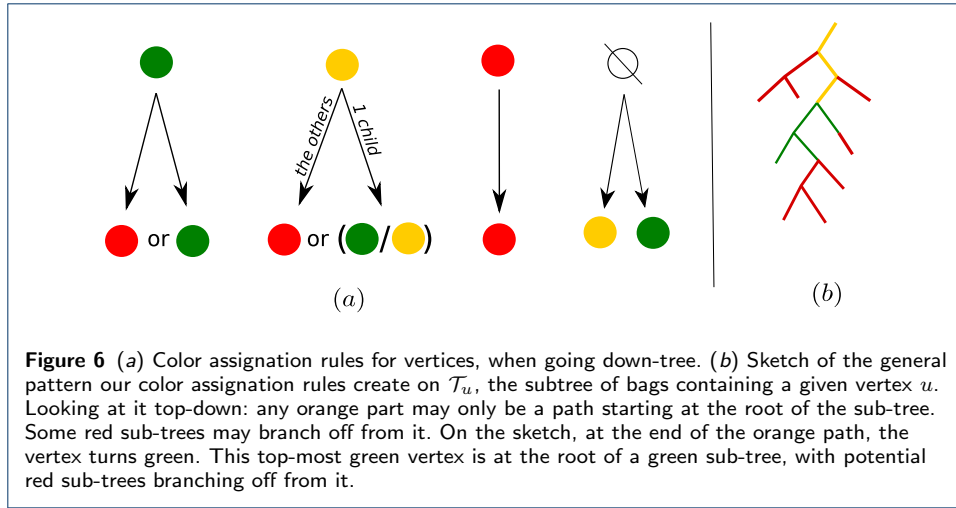 the others
1 child
or
or (/)
(a)
(b)
Figure 6 (a) Color assignation rules for vertices, when going down-tree. (b) Sketch of the general
pattern our color assignation rules create on 𝒯ᵤ, the subtree of bags containing a given vertex u.
Looking at it top-down: any orange part may only be a path starting at the root of the sub-tree.
Some red sub-trees may branch off from it. On the sketch, at the end of the orange path, the
vertex turns green. This top-most green vertex is at the root of a green sub-tree, with potential
red sub-trees branching off from it.